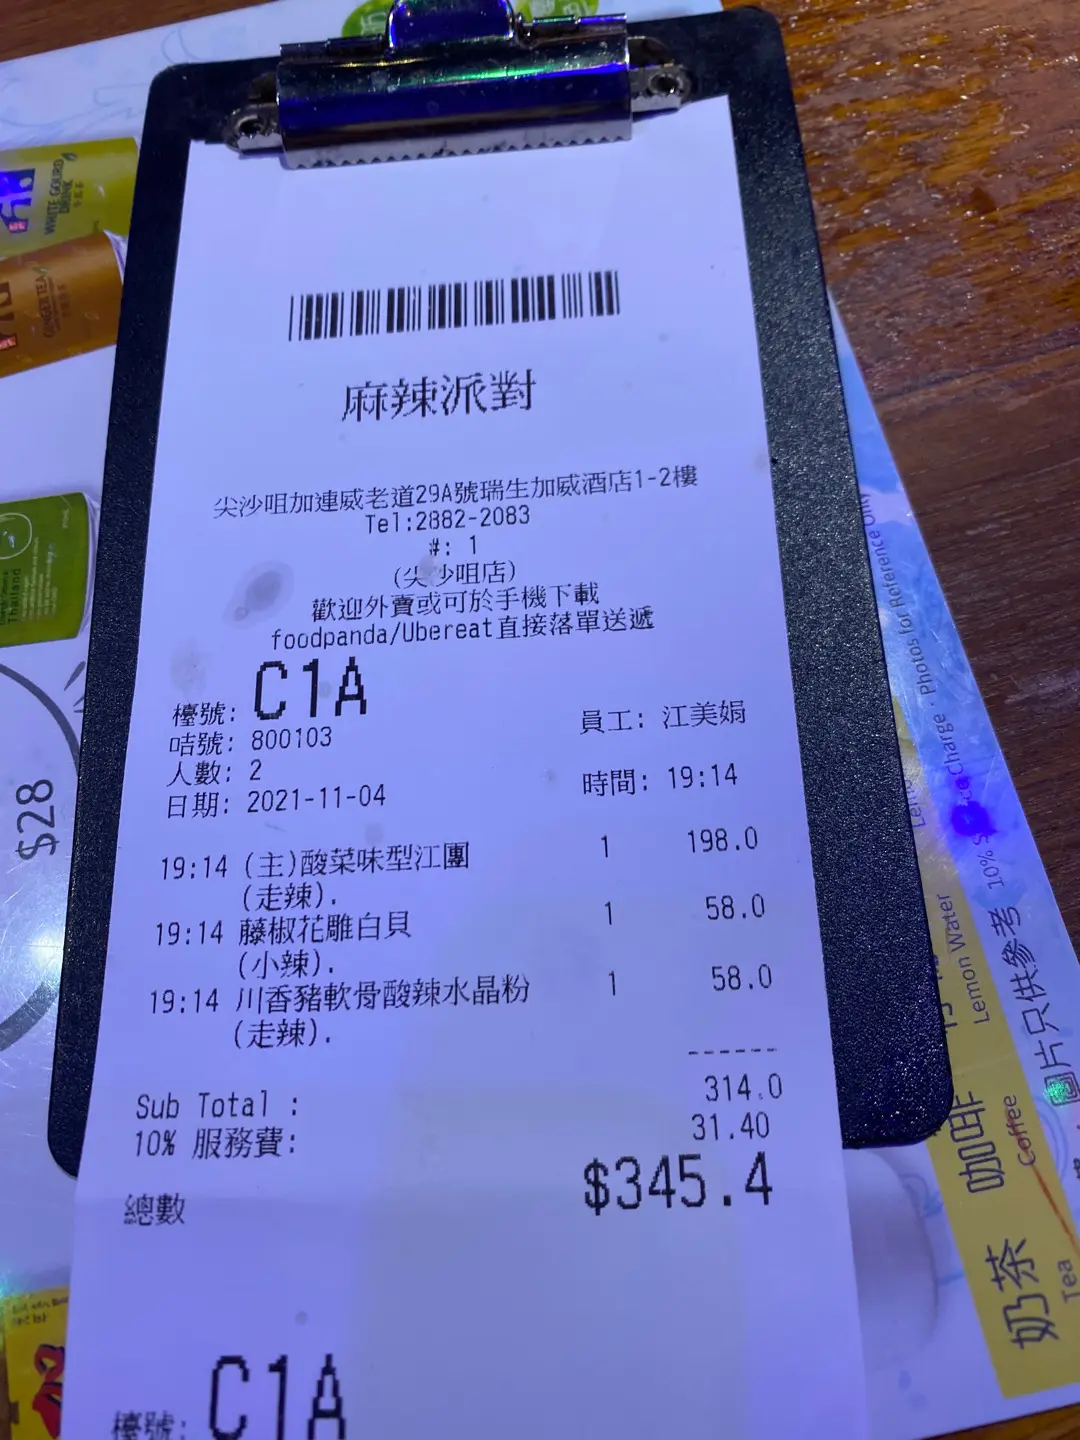 麻辣派對
尖沙咀加連威老道29A號瑞生加威酒店1-2樓
Tel:2882-2083
#: 1
(尖沙咀店)
歡迎外賣或可於手機下載
foodpanda/Ubereat直接落單送遞
檯號: C1A
咭號: 800103 員工: 江美娟
人數: 2
日期: 2021-11-04 時間: 19:14
19:14 (主)酸菜味型江團 1 198.0
(走辣).
19:14 藤椒花雕白貝 1 58.0
(小辣).
19:14 川香豬軟骨酸辣水晶粉 1 58.0
(走辣).
------
Sub Total : 314.0
10% 服務費: 31.40
總數 $345.4
檯號: C1A
WHITE GOURD
DRINK
GINGER TEA
Thailand
$28
圖片只供參考 10%
Charge · Photos for Reference Only
Lemon Water
咖啡
Coffee
奶茶
Tea